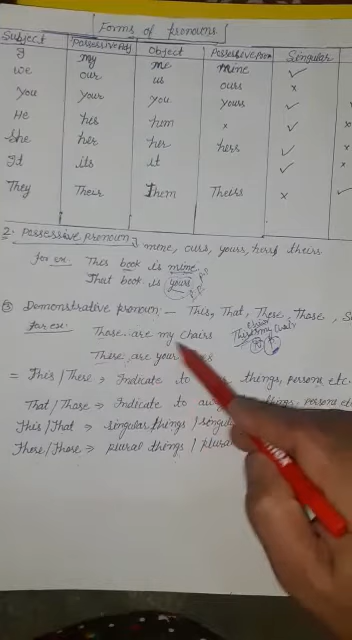 Forms of pronouns
Subject Possessive Adj Object Possessive Pron Singular
I my me mine ✓
We our us ours x
You your you yours ✓
He his him x ✓ x
She her her hers ✓ x
It its it ✓ x
They Their Them Theirs x ✓
2. Possessive pronoun; mine, ours, yours, hers, theirs
for ex. This book is mine
That book is yours
③ Demonstrative pronoun — This, That, These, Those,
for ex. Those are my chairs
These are your
= This/These ⇒ Indicate to things, persons etc.
That/Those ⇒ Indicate to things, persons etc
This/That ⇒ singular things /
These/Those ⇒ plural things /